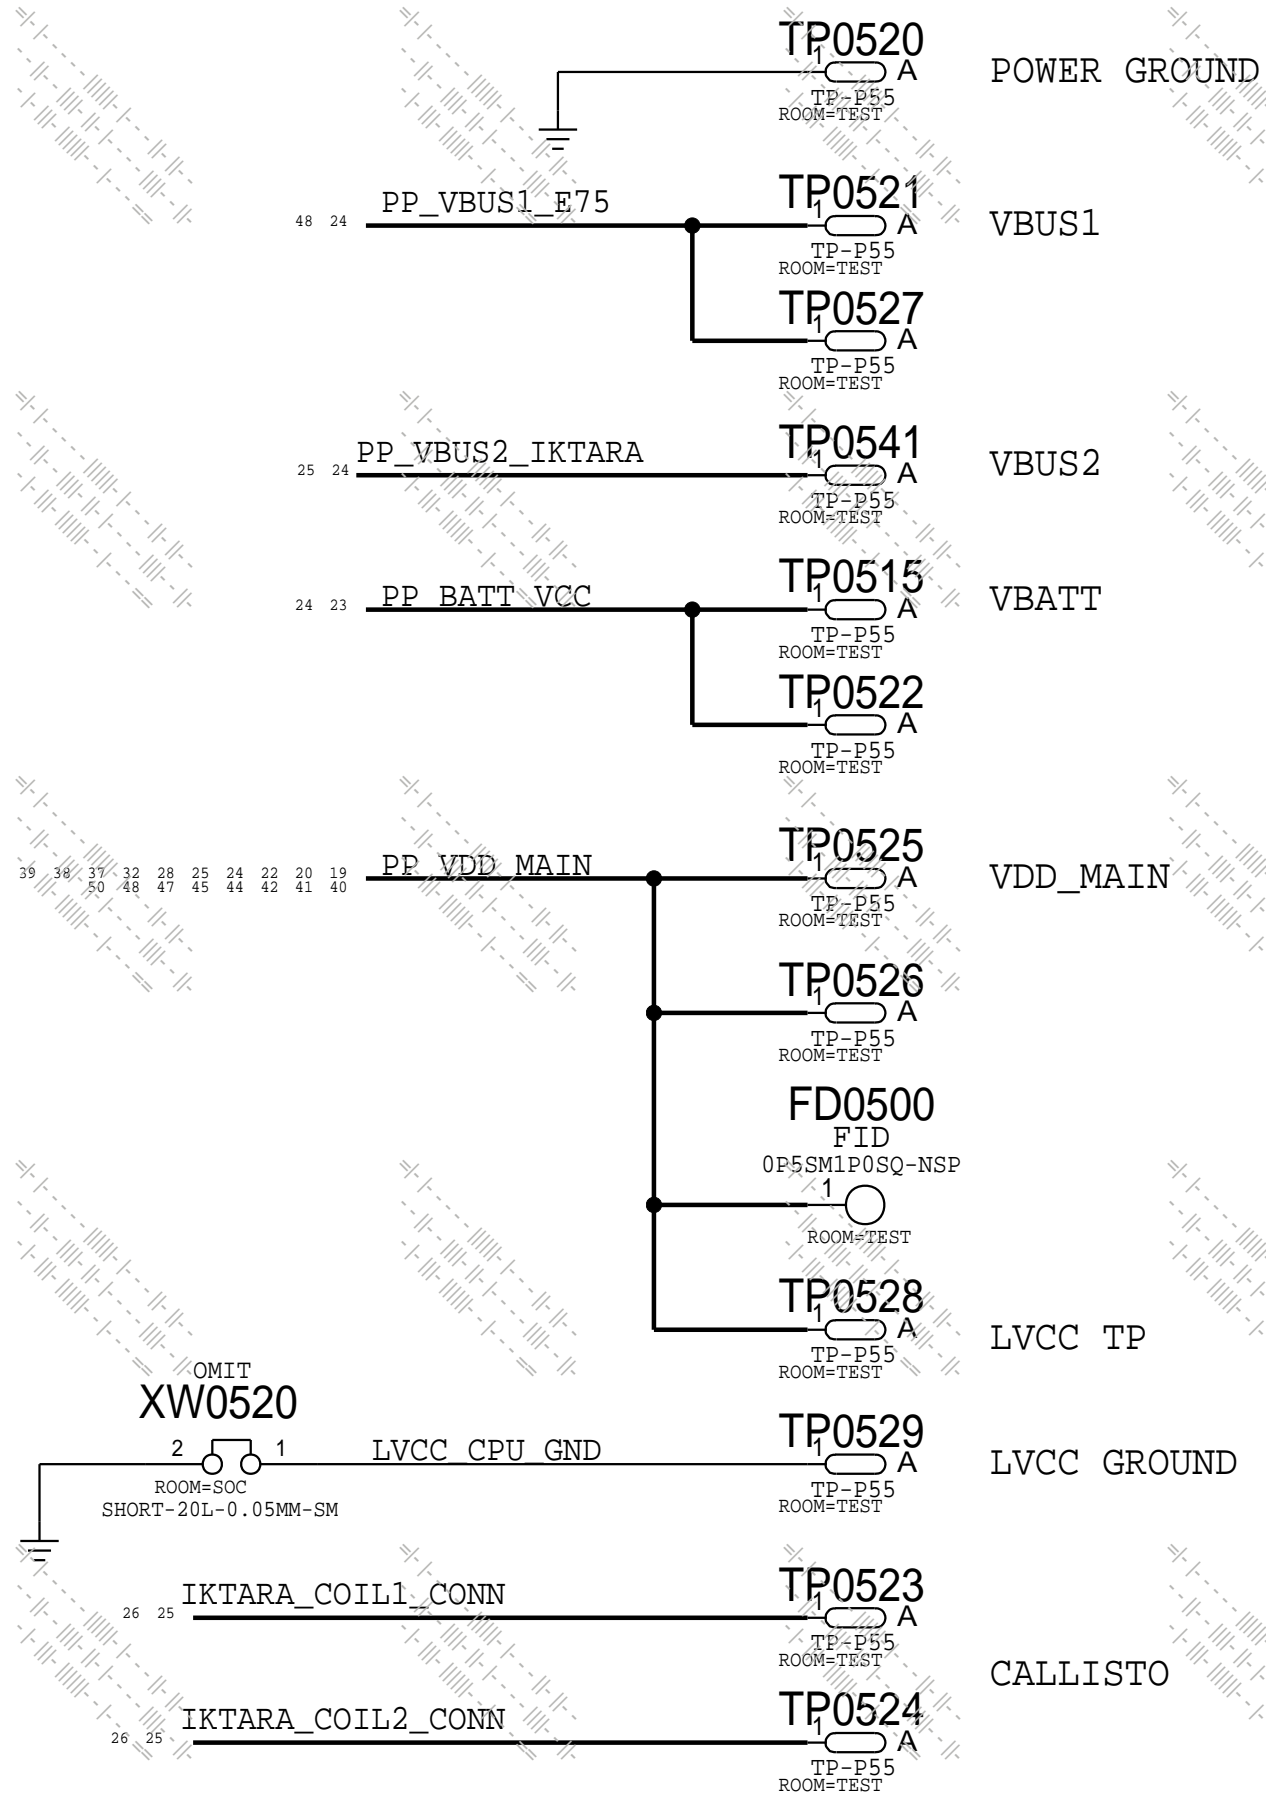 TP0520
1
A
POWER GROUND
TP-P55
ROOM=TEST
PP_VBUS1_E75
48 24
TP0521
1
A
VBUS1
TP-P55
ROOM=TEST
TP0527
1
A
TP-P55
ROOM=TEST
PP_VBUS2_IKTARA
25 24
TP0541
1
A
VBUS2
TP-P55
ROOM=TEST
PP_BATT_VCC
24 23
TP0515
1
A
VBATT
TP-P55
ROOM=TEST
TP0522
1
A
TP-P55
ROOM=TEST
PP_VDD_MAIN
39 38 37 32 28 25 24 22 20 19
50 48 47 45 44 42 41 40
TP0525
1
A
VDD_MAIN
TP-P55
ROOM=TEST
TP0526
1
A
TP-P55
ROOM=TEST
FD0500
FID
0P5SM1P0SQ-NSP
1
ROOM=TEST
TP0528
1
A
LVCC TP
TP-P55
ROOM=TEST
OMIT
XW0520
2 1
ROOM=SOC
SHORT-20L-0.05MM-SM
LVCC_CPU_GND
TP0529
1
A
LVCC GROUND
TP-P55
ROOM=TEST
IKTARA_COIL1_CONN
26 25
TP0523
1
A
TP-P55
ROOM=TEST
CALLISTO
IKTARA_COIL2_CONN
26 25
TP0524
1
A
TP-P55
ROOM=TEST